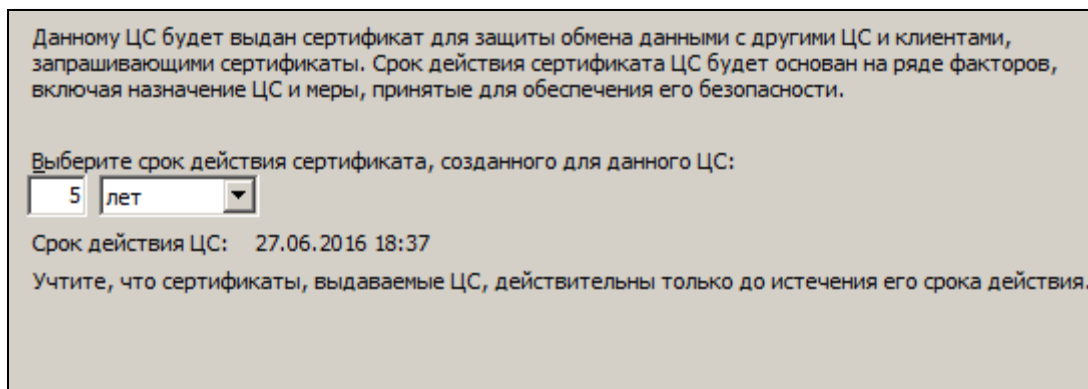 Данному ЦС будет выдан сертификат для защиты обмена данными с другими ЦС и клиентами,
запрашивающими сертификаты. Срок действия сертификата ЦС будет основан на ряде факторов,
включая назначение ЦС и меры, принятые для обеспечения его безопасности.
Выберите срок действия сертификата, созданного для данного ЦС:
5 лет
Срок действия ЦС: 27.06.2016 18:37
Учтите, что сертификаты, выдаваемые ЦС, действительны только до истечения его срока действия.